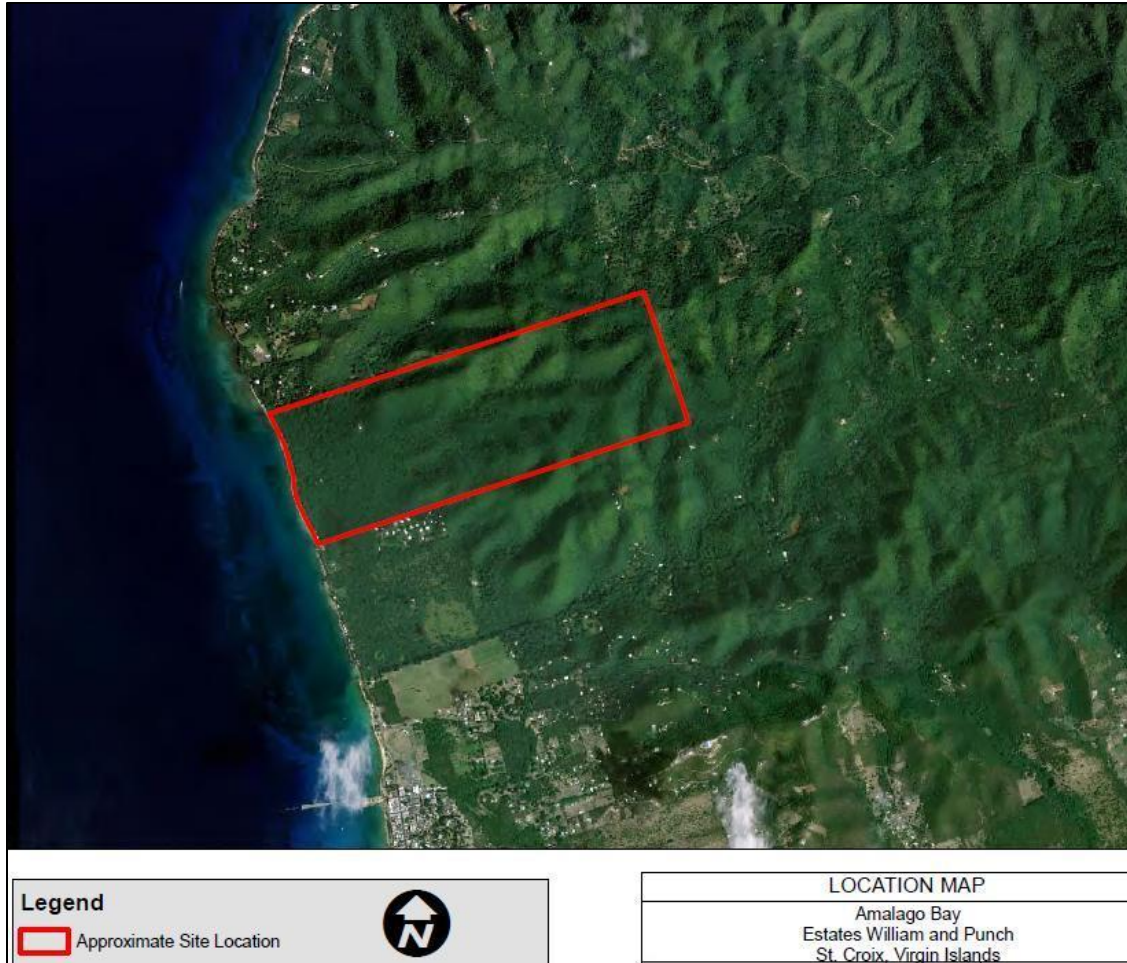 Legend
Approximate Site Location
N
LOCATION MAP
Amalago Bay
Estates William and Punch
St. Croix, Virgin Islands